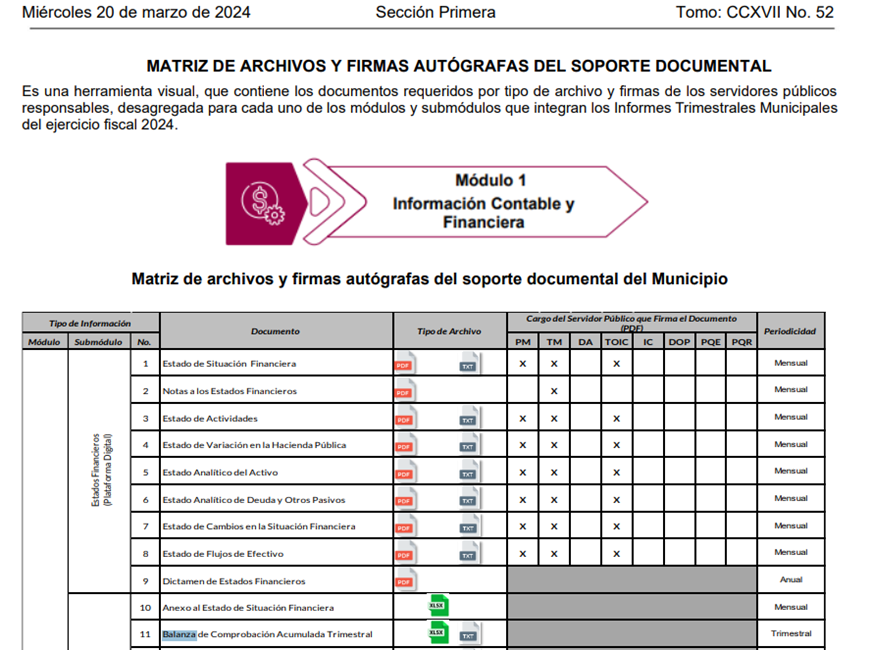 Miércoles 20 de marzo de 2024 Sección Primera Tomo: CCXVII No. 52
MATRIZ DE ARCHIVOS Y FIRMAS AUTÓGRAFAS DEL SOPORTE DOCUMENTAL
Es una herramienta visual, que contiene los documentos requeridos por tipo de archivo y firmas de los servidores públicos
responsables, desagregada para cada uno de los módulos y submódulos que integran los Informes Trimestrales Municipales
del ejercicio fiscal 2024.
$
Módulo 1
Información Contable y
Financiera
Matriz de archivos y firmas autógrafas del soporte documental del Municipio
Tipo de Información Documento Tipo de Archivo Cargo del Servidor Público que Firma el Documento
(PDF) Periodicidad
Módulo Submódulo No. PM TM DA TOIC IC DOP PQE PQR
Estados Financieros
(Plataforma Digital)
1 Estado de Situación Financiera PDF TXT X X X Mensual
2 Notas a los Estados Financieros PDF X Mensual
3 Estado de Actividades PDF TXT X X X Mensual
4 Estado de Variación en la Hacienda Pública PDF TXT X X X Mensual
5 Estado Analítico del Activo PDF TXT X X X Mensual
6 Estado Analítico de Deuda y Otros Pasivos PDF TXT X X X Mensual
7 Estado de Cambios en la Situación Financiera PDF TXT X X X Mensual
8 Estado de Flujos de Efectivo PDF TXT X X X Mensual
9 Dictamen de Estados Financieros PDF Anual
10 Anexo al Estado de Situación Financiera XLSX Mensual
11 Balanza de Comprobación Acumulada Trimestral XLSX TXT Trimestral